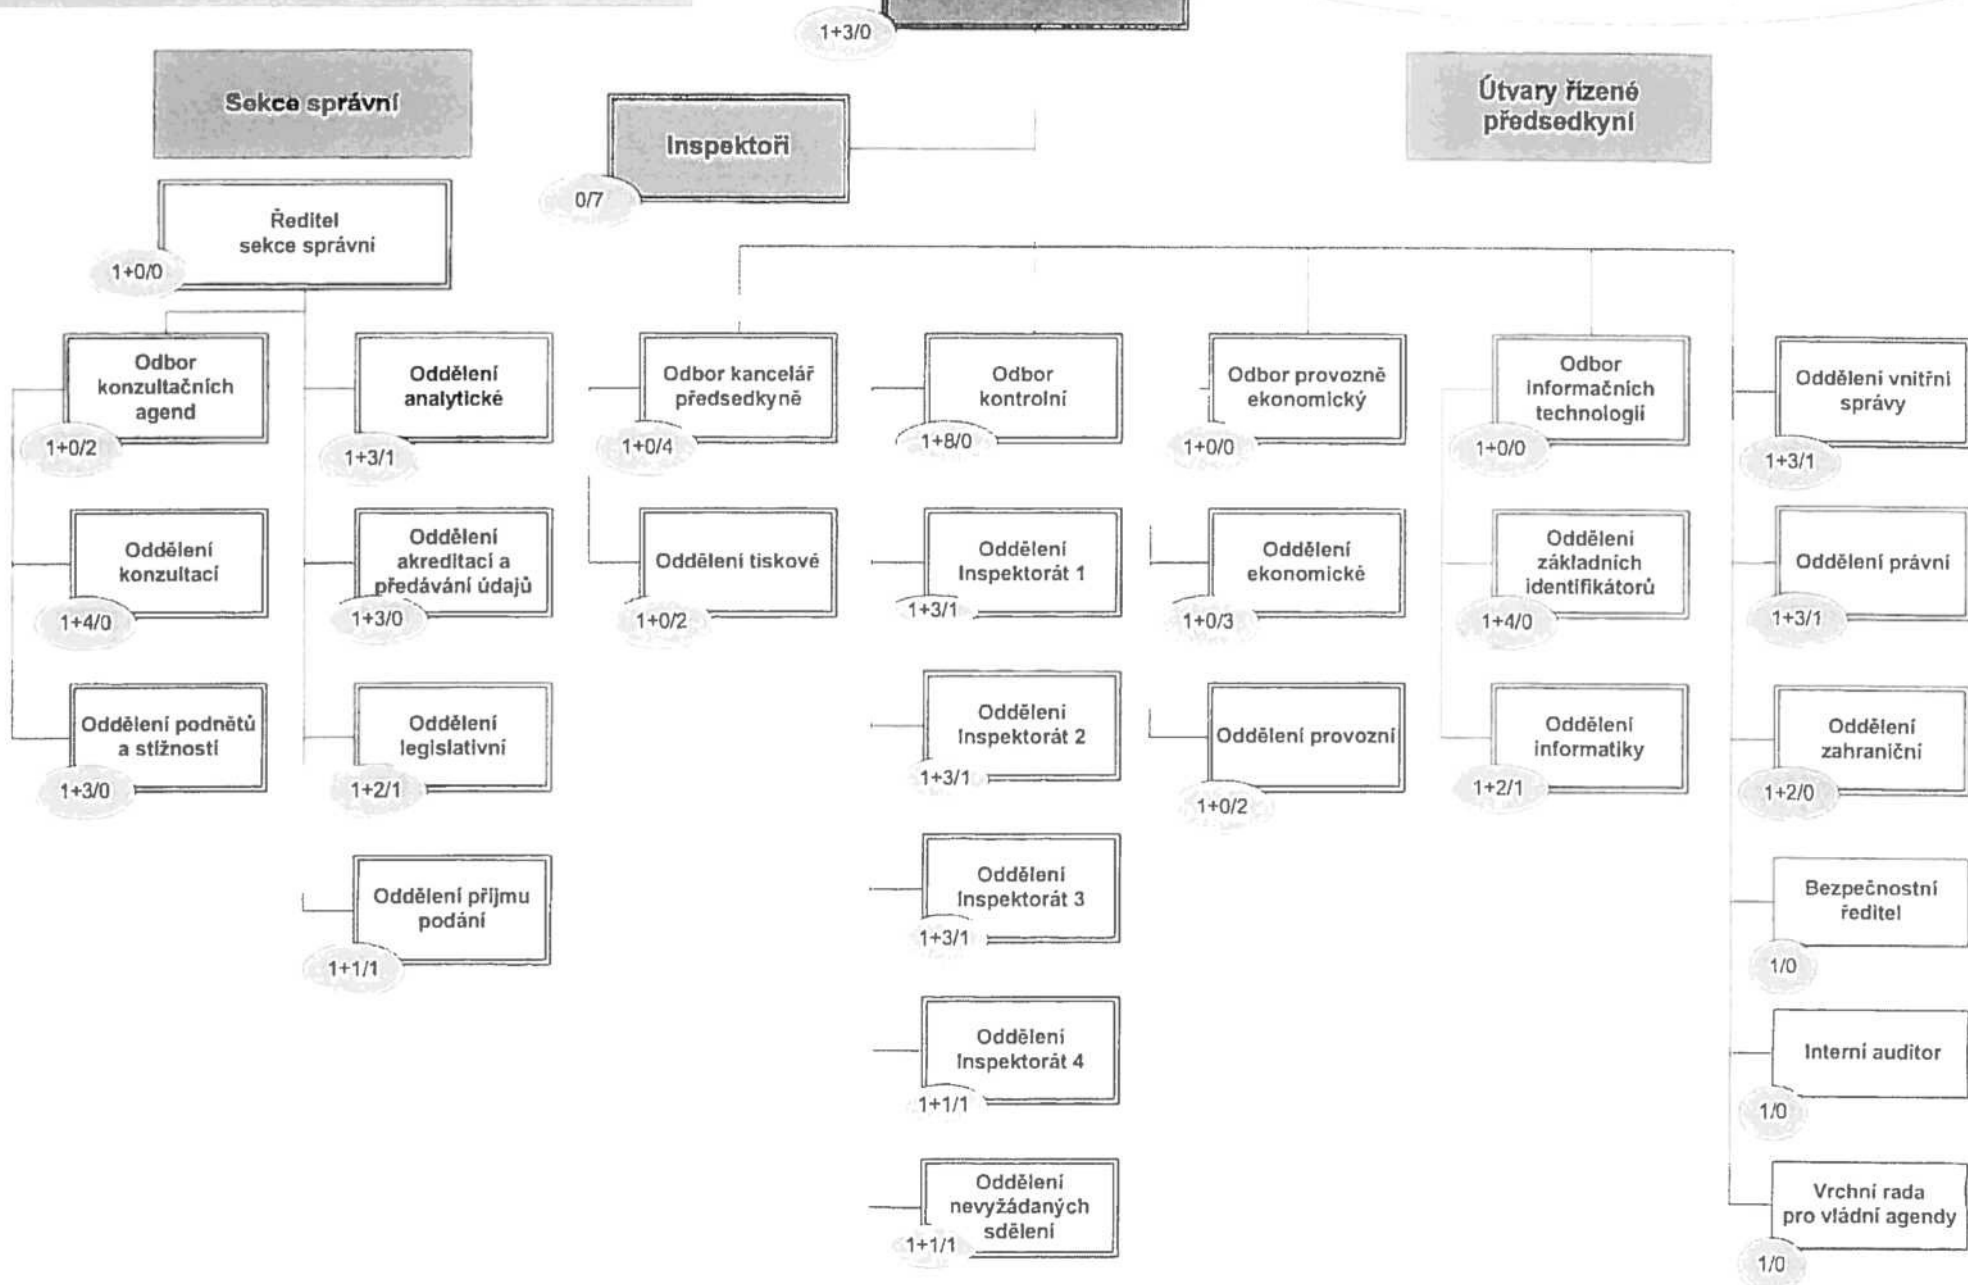 1+3/0
Sekce správní
Inspektoři
0/7
Útvary řízené
předsedkyní
Ředitel
sekce správní
1+0/0
Odbor
konzultačních
agend
1+0/2
Oddělení
analytické
1+3/1
Odbor kancelář
předsedkyně
1+0/4
Odbor
kontrolní
1+8/0
Odbor provozně
ekonomický
1+0/0
Odbor
informačních
technologií
1+0/0
Oddělení vnitřní
správy
1+3/1
Oddělení
konzultací
1+4/0
Oddělení
akreditací a
předávání údajů
1+3/0
Oddělení tiskové
1+0/2
Oddělení
Inspektorát 1
1+3/1
Oddělení
ekonomické
1+0/3
Oddělení
základních
identifikátorů
1+4/0
Oddělení právní
1+3/1
Oddělení podnětů
a stížností
1+3/0
Oddělení
legislativní
1+2/1
Oddělení
Inspektorát 2
1+3/1
Oddělení provozní
1+0/2
Oddělení
informatiky
1+2/1
Oddělení
zahraniční
1+2/0
Oddělení příjmu
podání
1+1/1
Oddělení
Inspektorát 3
1+3/1
Bezpečnostní
ředitel
1/0
Oddělení
Inspektorát 4
1+1/1
Interní auditor
1/0
Oddělení
nevyžádaných
sdělení
1+1/1
Vrchní rada
pro vládní agendy
1/0